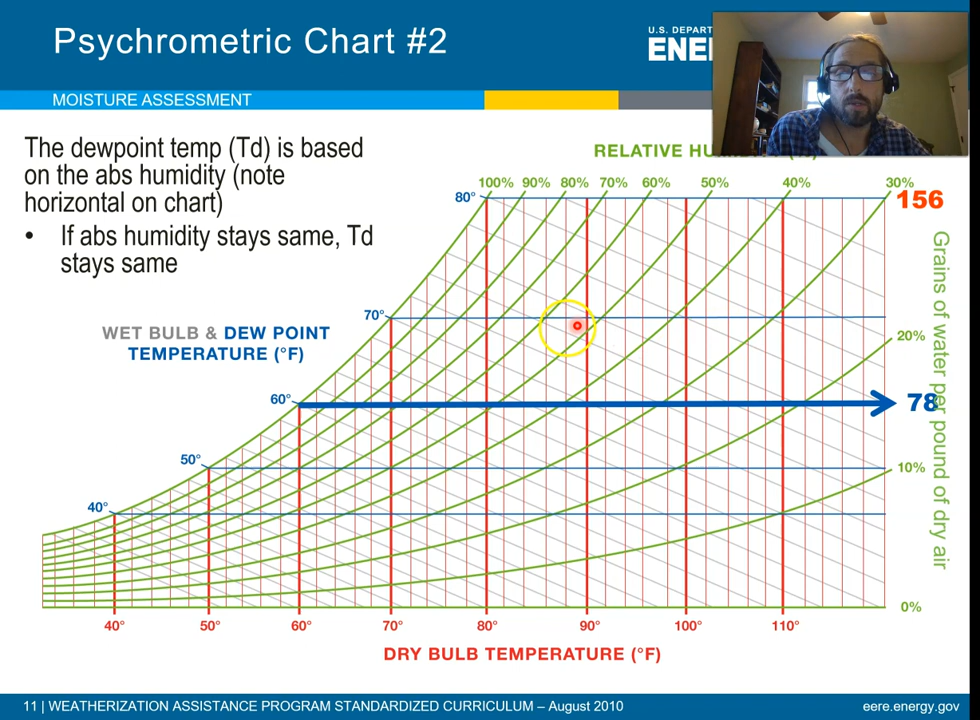 Psychrometric Chart #2
U.S. DEPART
ENE
MOISTURE ASSESSMENT
The dewpoint temp (Td) is based
on the abs humidity (note
horizontal on chart)
• If abs humidity stays same, Td
stays same
RELATIVE HU
100% 90% 80% 70% 60% 50% 40% 30%
80°
156
70°
WET BULB & DEW POINT
TEMPERATURE (°F)
20%
60°
78
50°
10%
40°
Grains of water per pound of dry air
0%
40° 50° 60° 70° 80° 90° 100° 110°
DRY BULB TEMPERATURE (°F)
11 | WEATHERIZATION ASSISTANCE PROGRAM STANDARDIZED CURRICULUM – August 2010
eere.energy.gov